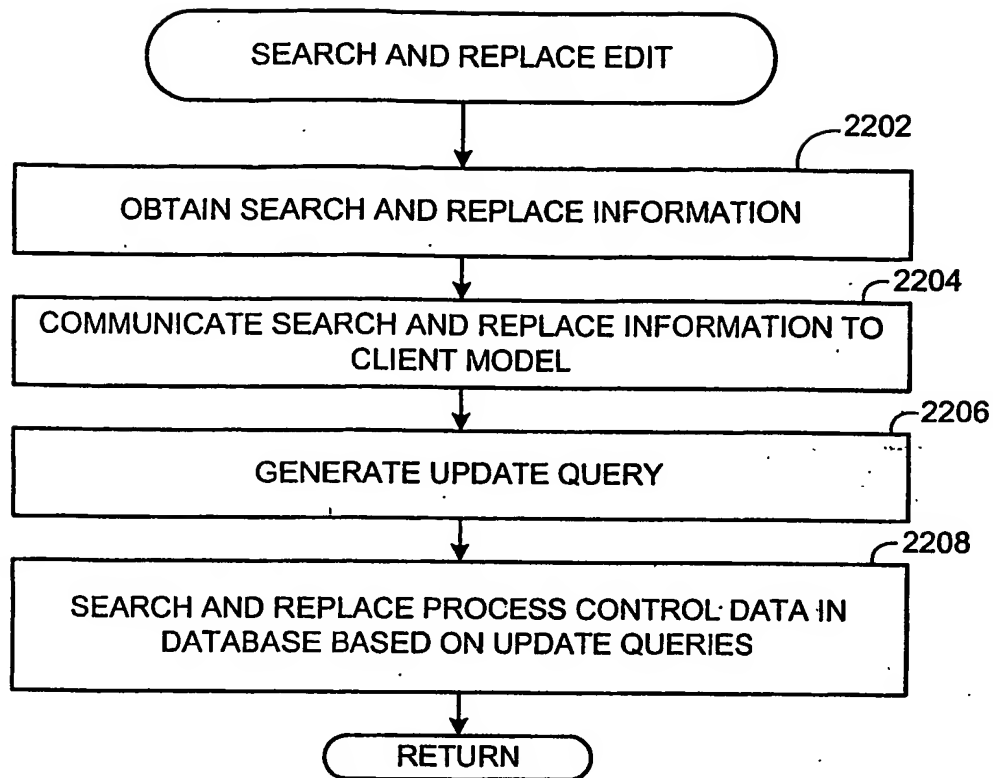 SEARCH AND REPLACE EDIT
2202
OBTAIN SEARCH AND REPLACE INFORMATION
2204
COMMUNICATE SEARCH AND REPLACE INFORMATION TO
CLIENT MODEL
2206
GENERATE UPDATE QUERY
2208
SEARCH AND REPLACE PROCESS CONTROL DATA IN
DATABASE BASED ON UPDATE QUERIES
RETURN